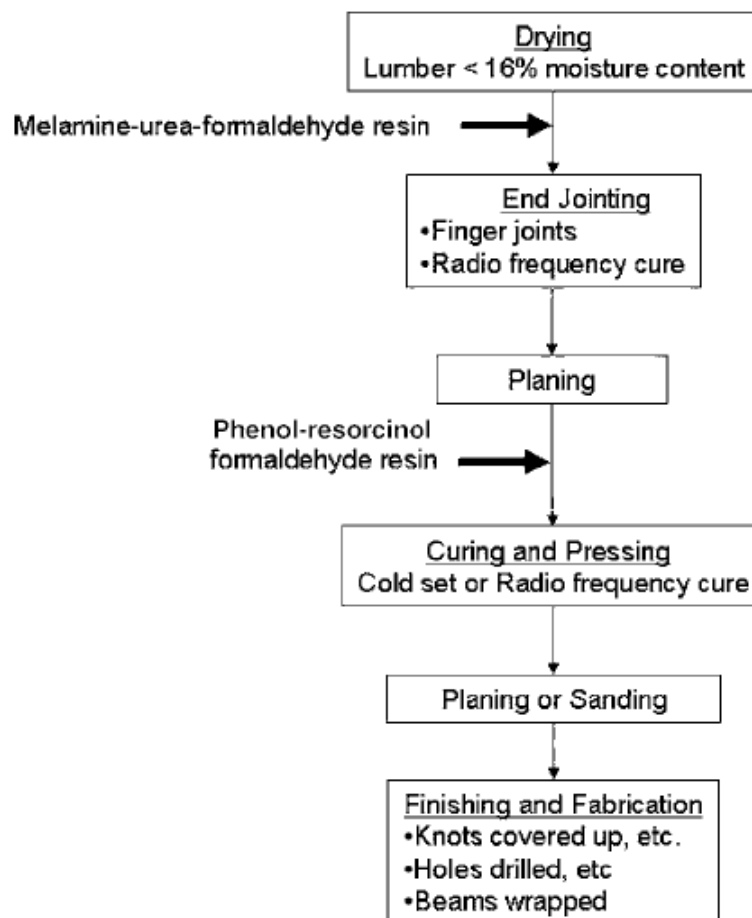 Drying
Lumber < 16% moisture content
Melamine-urea-formaldehyde resin
End Jointing
•Finger joints
•Radio frequency cure
Planing
Phenol-resorcinol
formaldehyde resin
Curing and Pressing
Cold set or Radio frequency cure
Planing or Sanding
Finishing and Fabrication
•Knots covered up, etc.
•Holes drilled, etc
•Beams wrapped